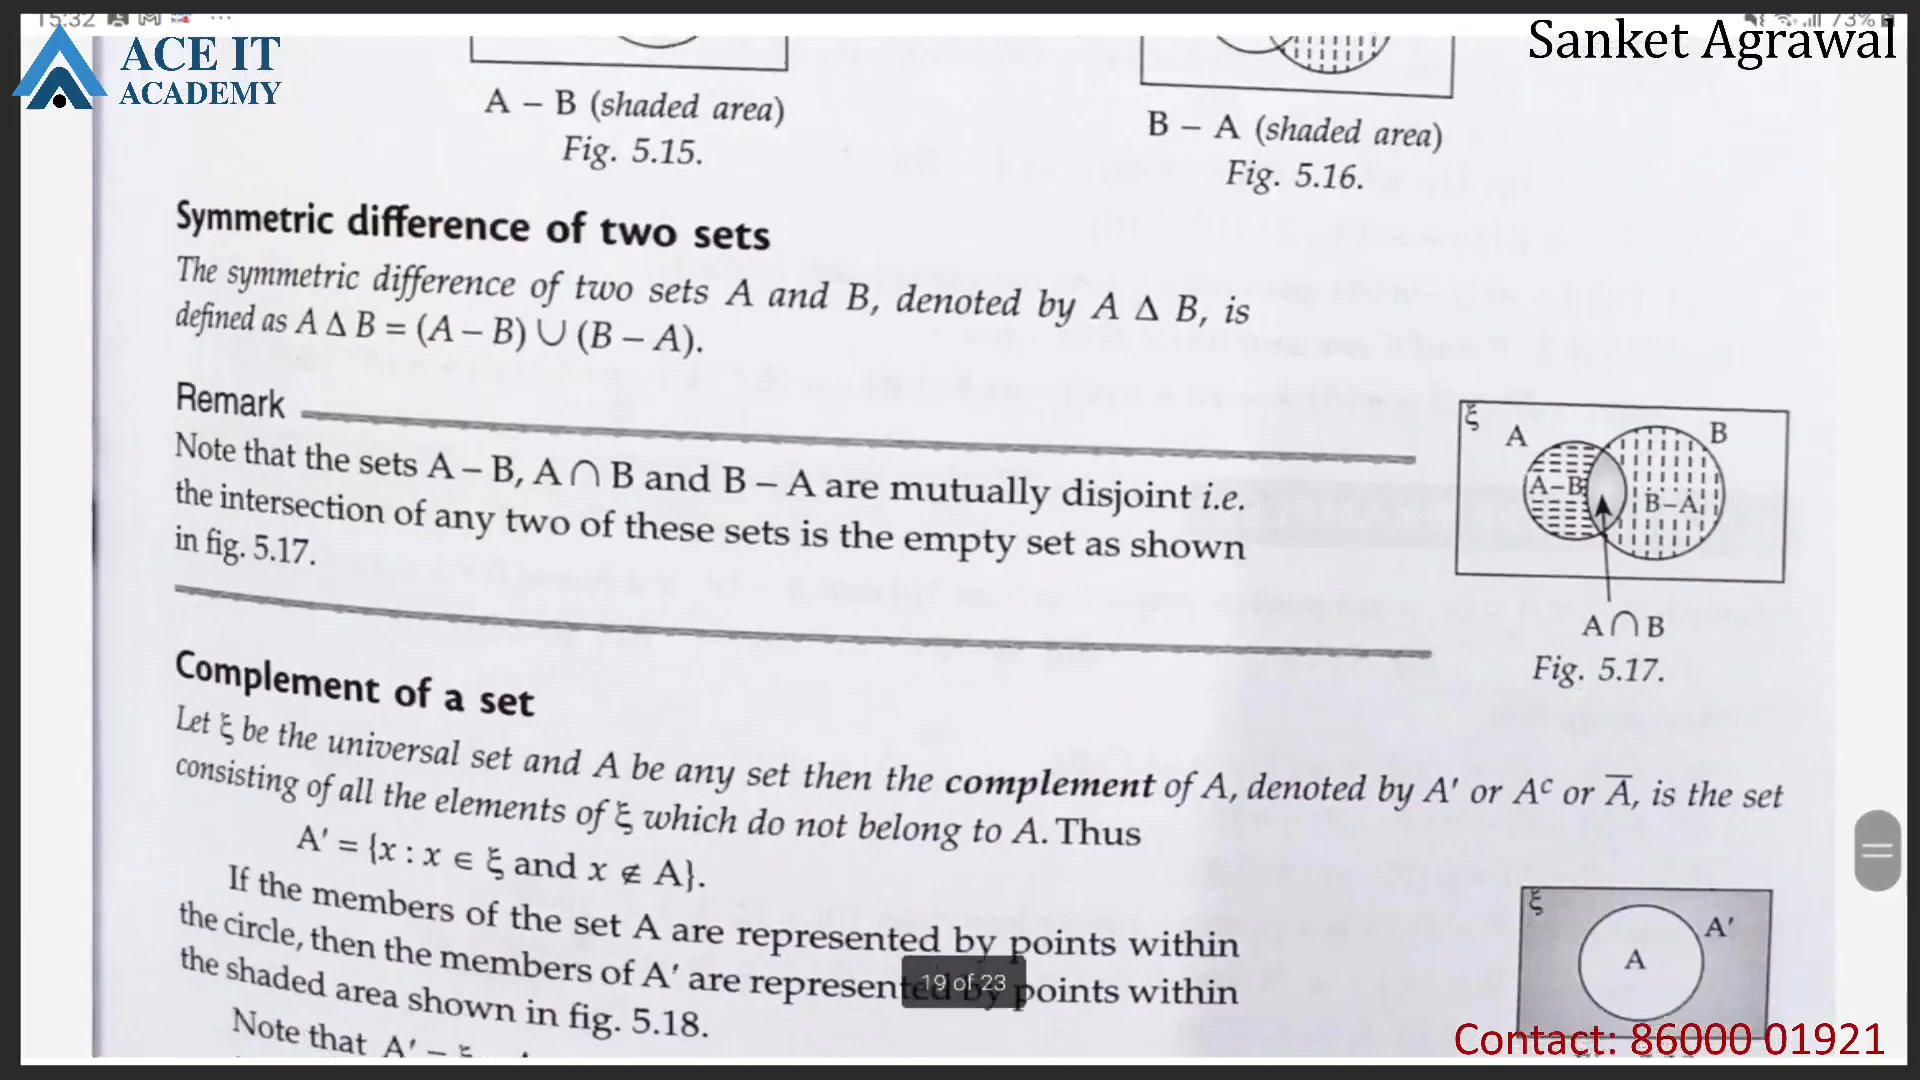 15:32
73%
ACE IT
ACADEMY
Sanket Agrawal
A – B (shaded area)
Fig. 5.15.
B – A (shaded area)
Fig. 5.16.
Symmetric difference of two sets
The symmetric difference of two sets A and B, denoted by A Δ B, is
defined as A Δ B = (A – B) ∪ (B – A).
Remark
Note that the sets A – B, A ∩ B and B – A are mutually disjoint i.e.
the intersection of any two of these sets is the empty set as shown
in fig. 5.17.
ξ
A
B
A–B
B–A
A ∩ B
Fig. 5.17.
Complement of a set
Let ξ be the universal set and A be any set then the complement of A, denoted by A′ or Aᶜ or A̅, is the set
consisting of all the elements of ξ which do not belong to A. Thus
A′ = {x : x ∈ ξ and x ∉ A}.
If the members of the set A are represented by points within
the circle, then the members of A′ are represented by points within
the shaded area shown in fig. 5.18.
Note that A′ – ξ
ξ
A′
A
19 of 23
Contact: 86000 01921